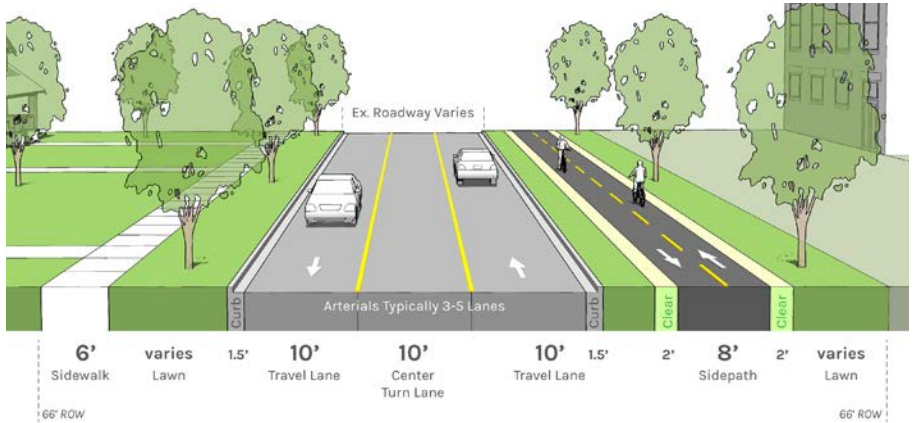 Ex. Roadway Varies
Arterials Typically 3-5 Lanes
Curb
Curb
Clear
Clear
6' varies 1.5' 10' 10' 10' 1.5' 2' 8' 2' varies
Sidewalk Lawn Travel Lane Center Travel Lane Sidepath Lawn
Turn Lane
66' ROW 66' ROW